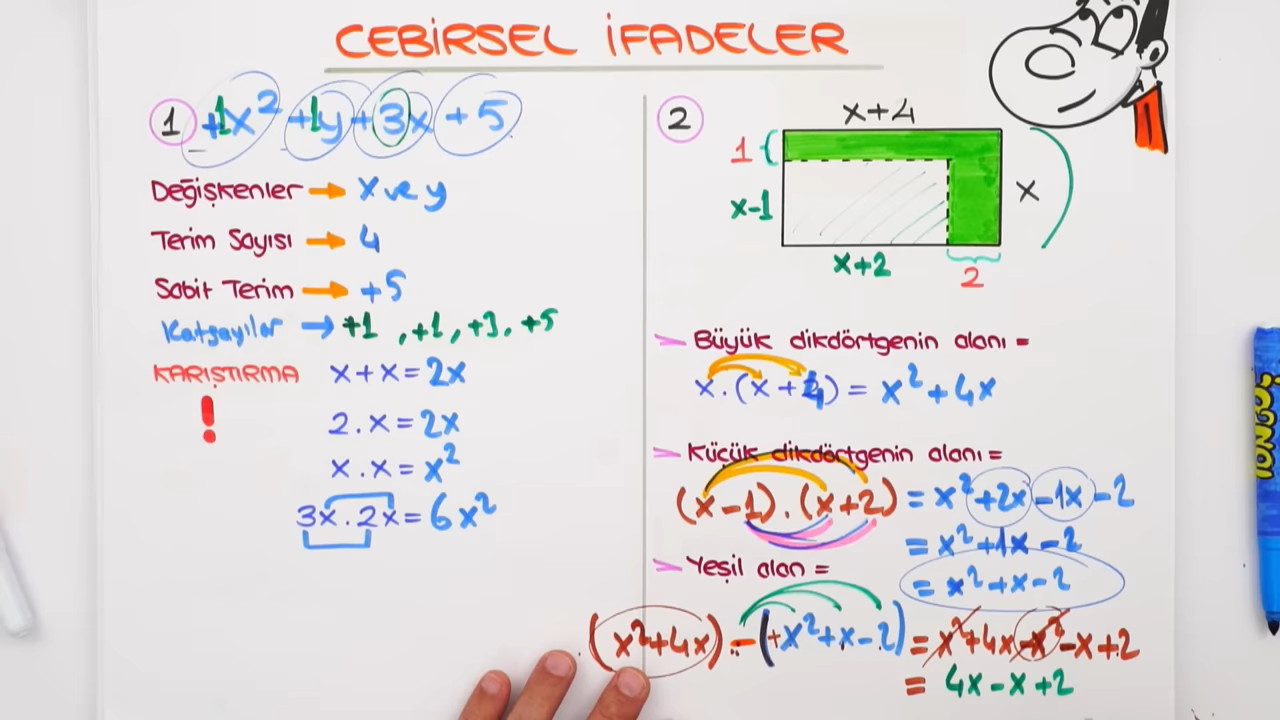 CEBİRSEL İFADELER
1 +1x² +1y +3x +5
Değişkenler → x ve y
Terim Sayısı → 4
Sabit Terim → +5
Katsayılar → +1, +1, +3, +5
KARIŞTIRMA x + x = 2x
!
2 . x = 2x
x . x = x²
3x . 2x = 6x²
2
x+4
1
x-1
x
x+2
2
Büyük dikdörtgenin alanı =
x . (x + 4) = x² + 4x
Küçük dikdörtgenin alanı =
(x-1) . (x+2) = x² +2x -1x -2
= x² +1x -2
= x² +x -2
Yeşil alan =
(x²+4x) - (+x²+x-2) = x²+4x-x²-x+2
= 4x-x+2